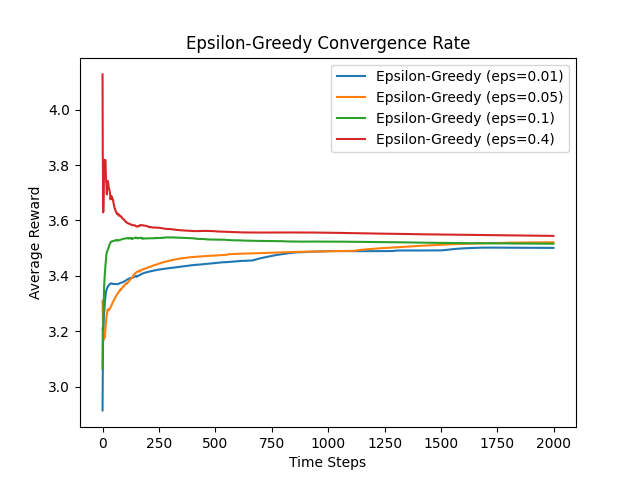 Epsilon-Greedy Convergence Rate
Epsilon-Greedy (eps=0.01)
Epsilon-Greedy (eps=0.05)
Epsilon-Greedy (eps=0.1)
Epsilon-Greedy (eps=0.4)
Average Reward
4.0
3.8
3.6
3.4
3.2
3.0
0 250 500 750 1000 1250 1500 1750 2000
Time Steps